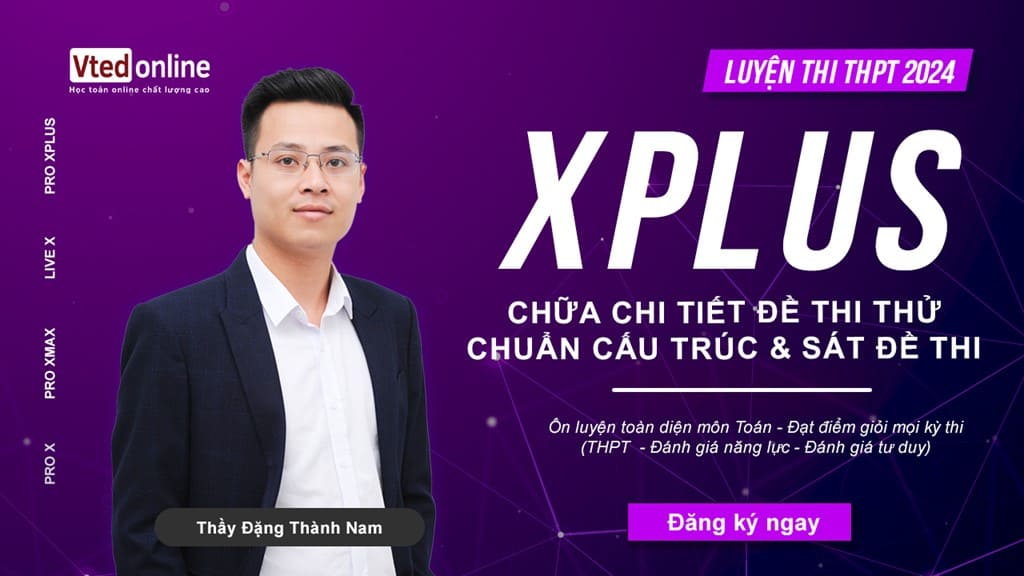 Vted online
Học toán online chất lượng cao
LUYỆN THI THPT 2024
PRO XPLUS
LIVE X
PRO XMAX
PRO X
XPLUS
CHỮA CHI TIẾT ĐỀ THI THỬ
CHUẨN CẤU TRÚC & SÁT ĐỀ THI
Ôn luyện toàn diện môn Toán - Đạt điểm giỏi mọi kỳ thi
(THPT - Đánh giá năng lực - Đánh giá tư duy)
Thầy Đặng Thành Nam
Đăng ký ngay